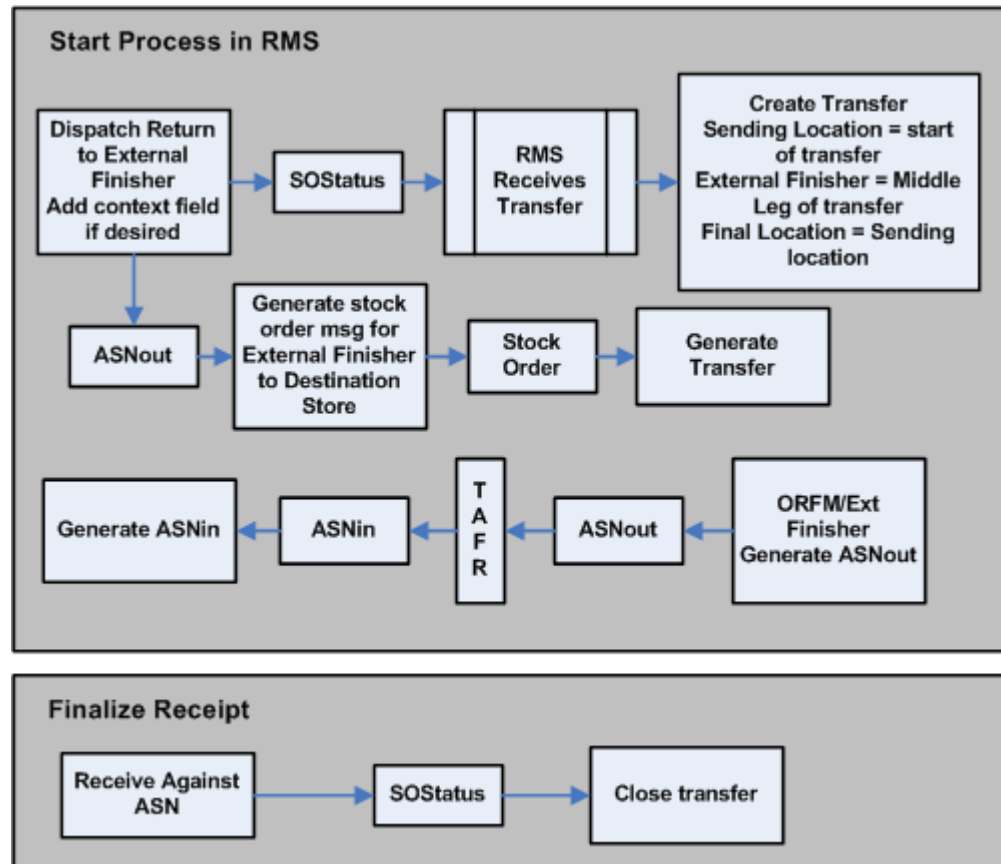 Start Process in RMS
Dispatch Return
to External
Finisher
Add context field
if desired
SOStatus
RMS
Receives
Transfer
Create Transfer
Sending Location = start
of transfer
External Finisher = Middle
Leg of transfer
Final Location = Sending
location
ASNout
Generate stock
order msg for
External Finisher
to Destination
Store
Stock
Order
Generate
Transfer
Generate ASNin
ASNin
T
A
F
R
ASNout
ORFM/Ext
Finisher
Generate ASNout
Finalize Receipt
Receive Against
ASN
SOStatus
Close transfer